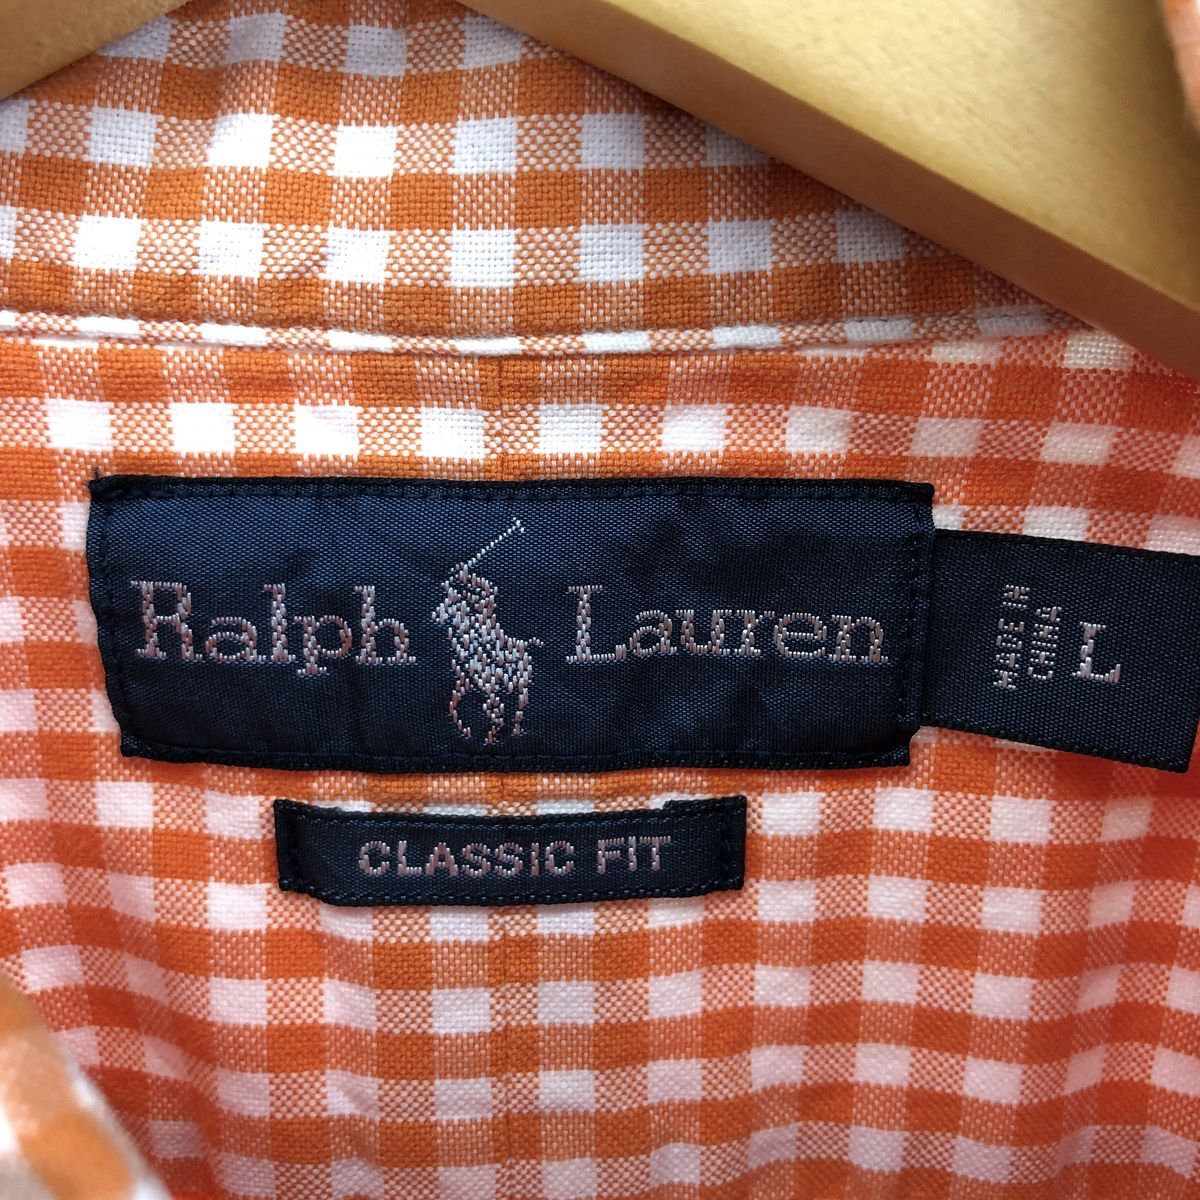 Ralph Lauren
MADE IN
CHINA
L
CLASSIC FIT